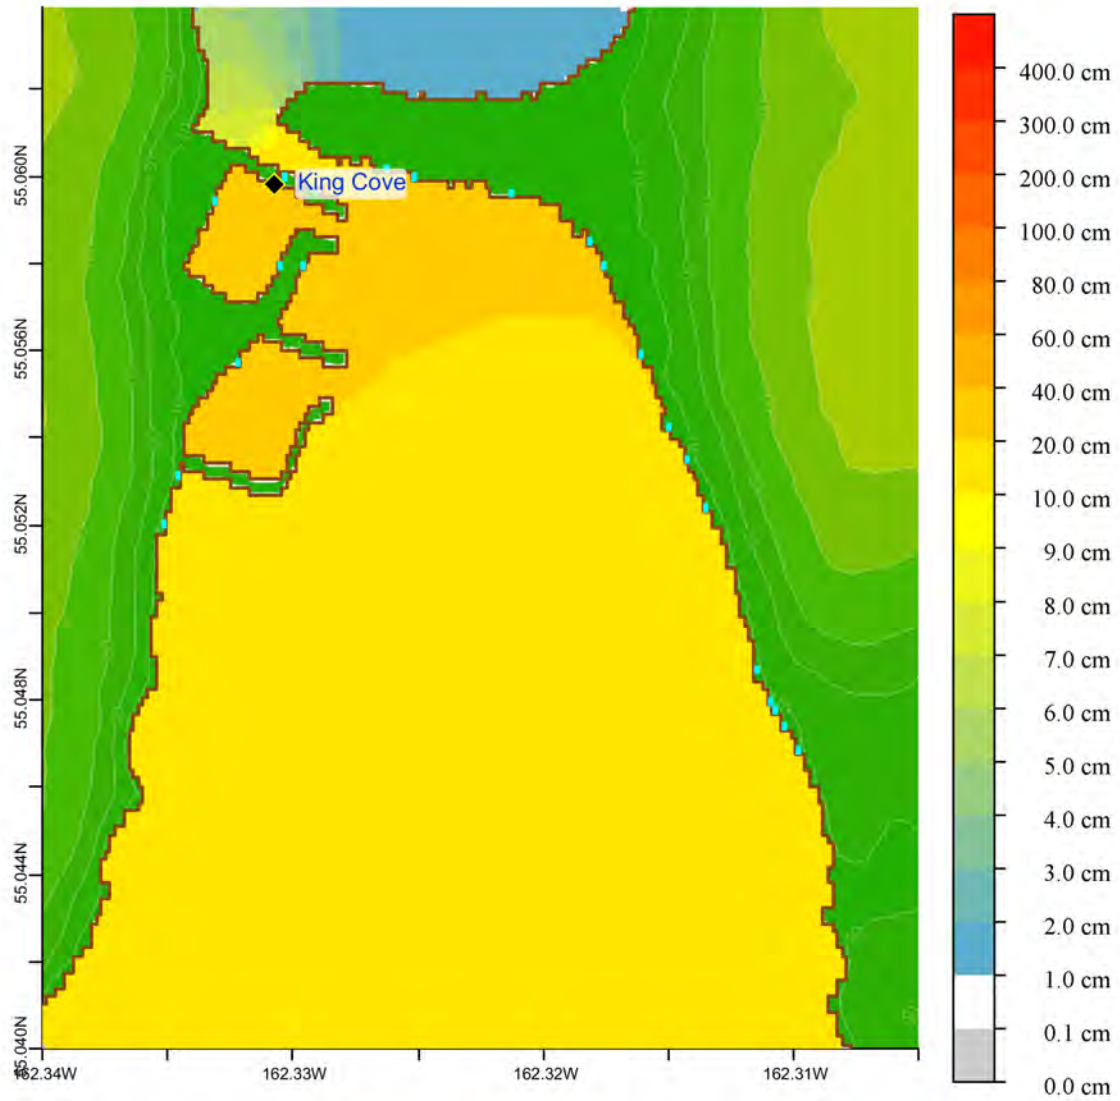 400.0 cm
300.0 cm
200.0 cm
100.0 cm
80.0 cm
60.0 cm
40.0 cm
20.0 cm
10.0 cm
9.0 cm
8.0 cm
7.0 cm
6.0 cm
5.0 cm
4.0 cm
3.0 cm
2.0 cm
1.0 cm
0.1 cm
0.0 cm
King Cove
55.060N
55.056N
55.052N
55.048N
55.044N
55.040N
162.34W
162.33W
162.32W
162.31W